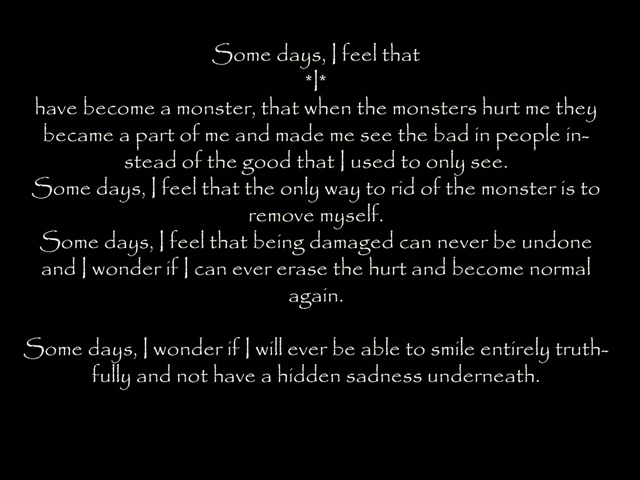 Some days, I feel that
*I*
have become a monster, that when the monsters hurt me they
became a part of me and made me see the bad in people in-
stead of the good that I used to only see.
Some days, I feel that the only way to rid of the monster is to
remove myself.
Some days, I feel that being damaged can never be undone
and I wonder if I can ever erase the hurt and become normal
again.
Some days, I wonder if I will ever be able to smile entirely truth-
fully and not have a hidden sadness underneath.